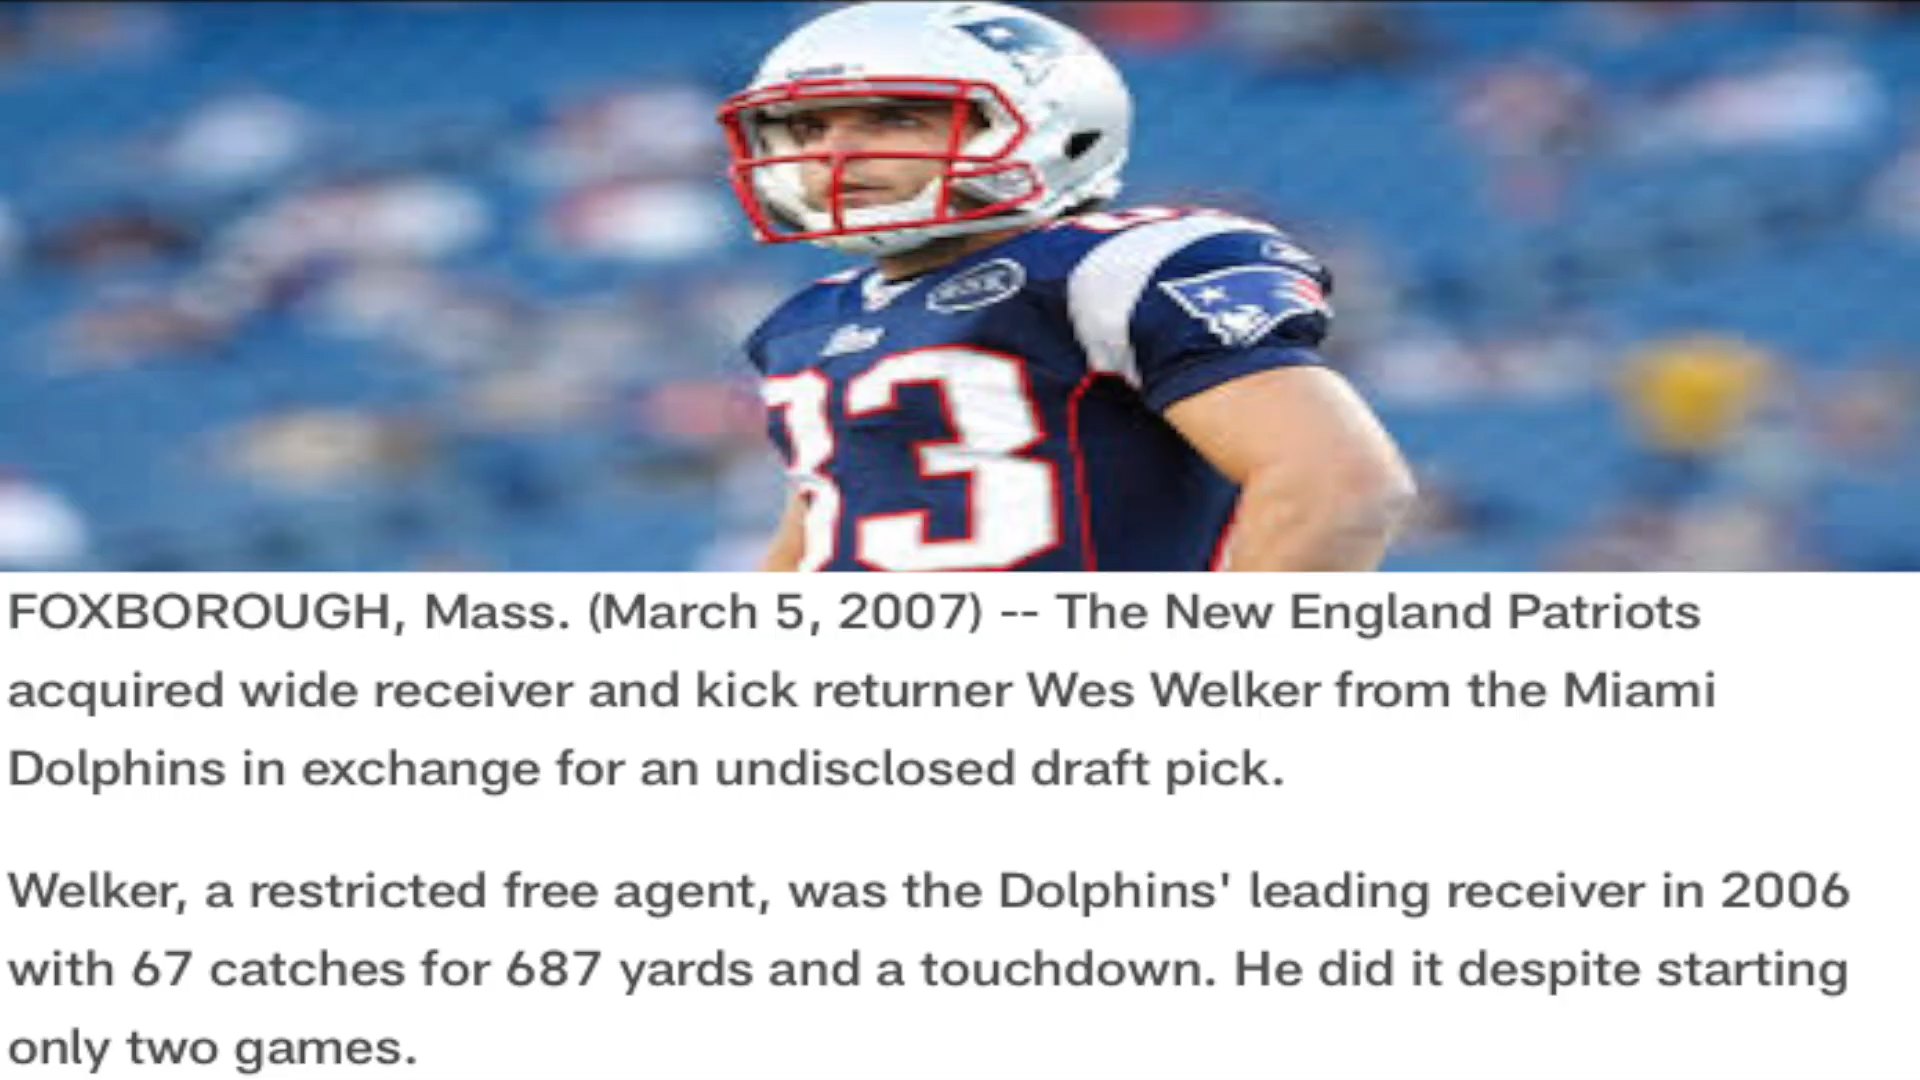 83
FOXBOROUGH, Mass. (March 5, 2007) -- The New England Patriots
acquired wide receiver and kick returner Wes Welker from the Miami
Dolphins in exchange for an undisclosed draft pick.
Welker, a restricted free agent, was the Dolphins' leading receiver in 2006
with 67 catches for 687 yards and a touchdown. He did it despite starting
only two games.